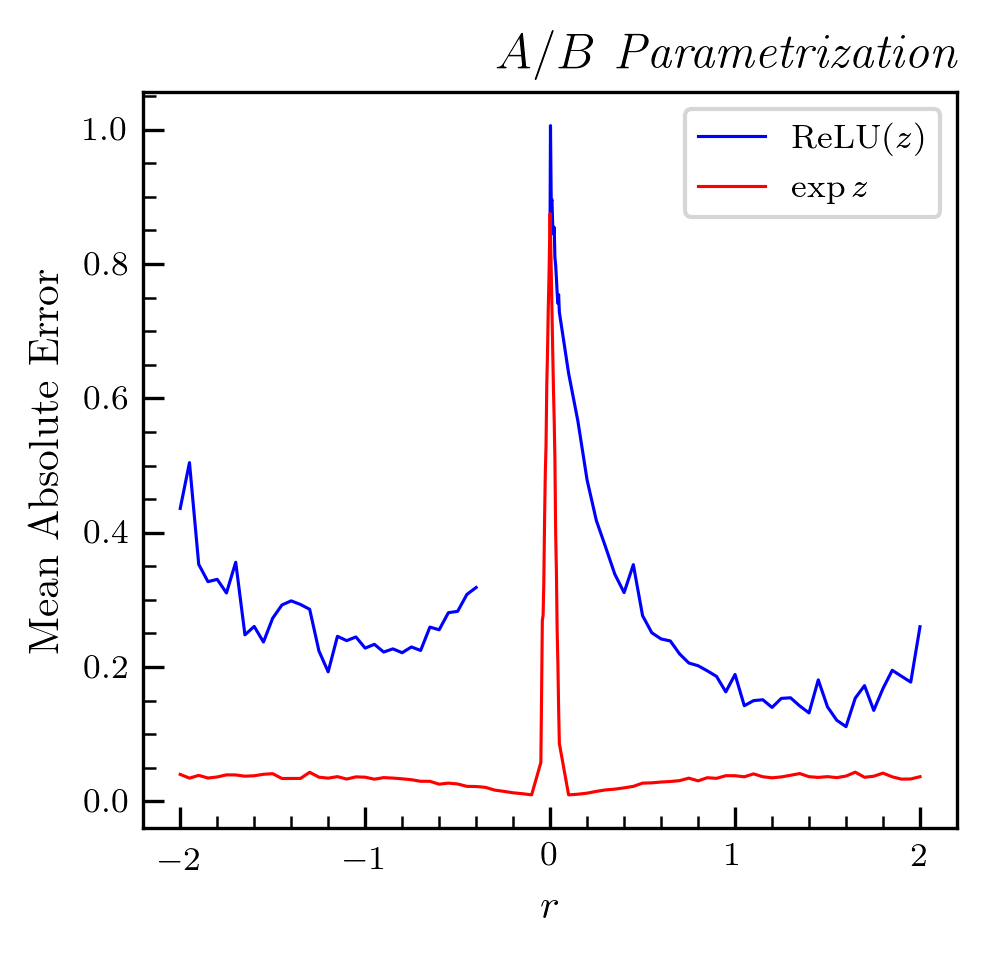 A/B Parametrization
ReLU(z)
exp z
Mean Absolute Error
1.0
0.8
0.6
0.4
0.2
0.0
−2 −1 0 1 2
r